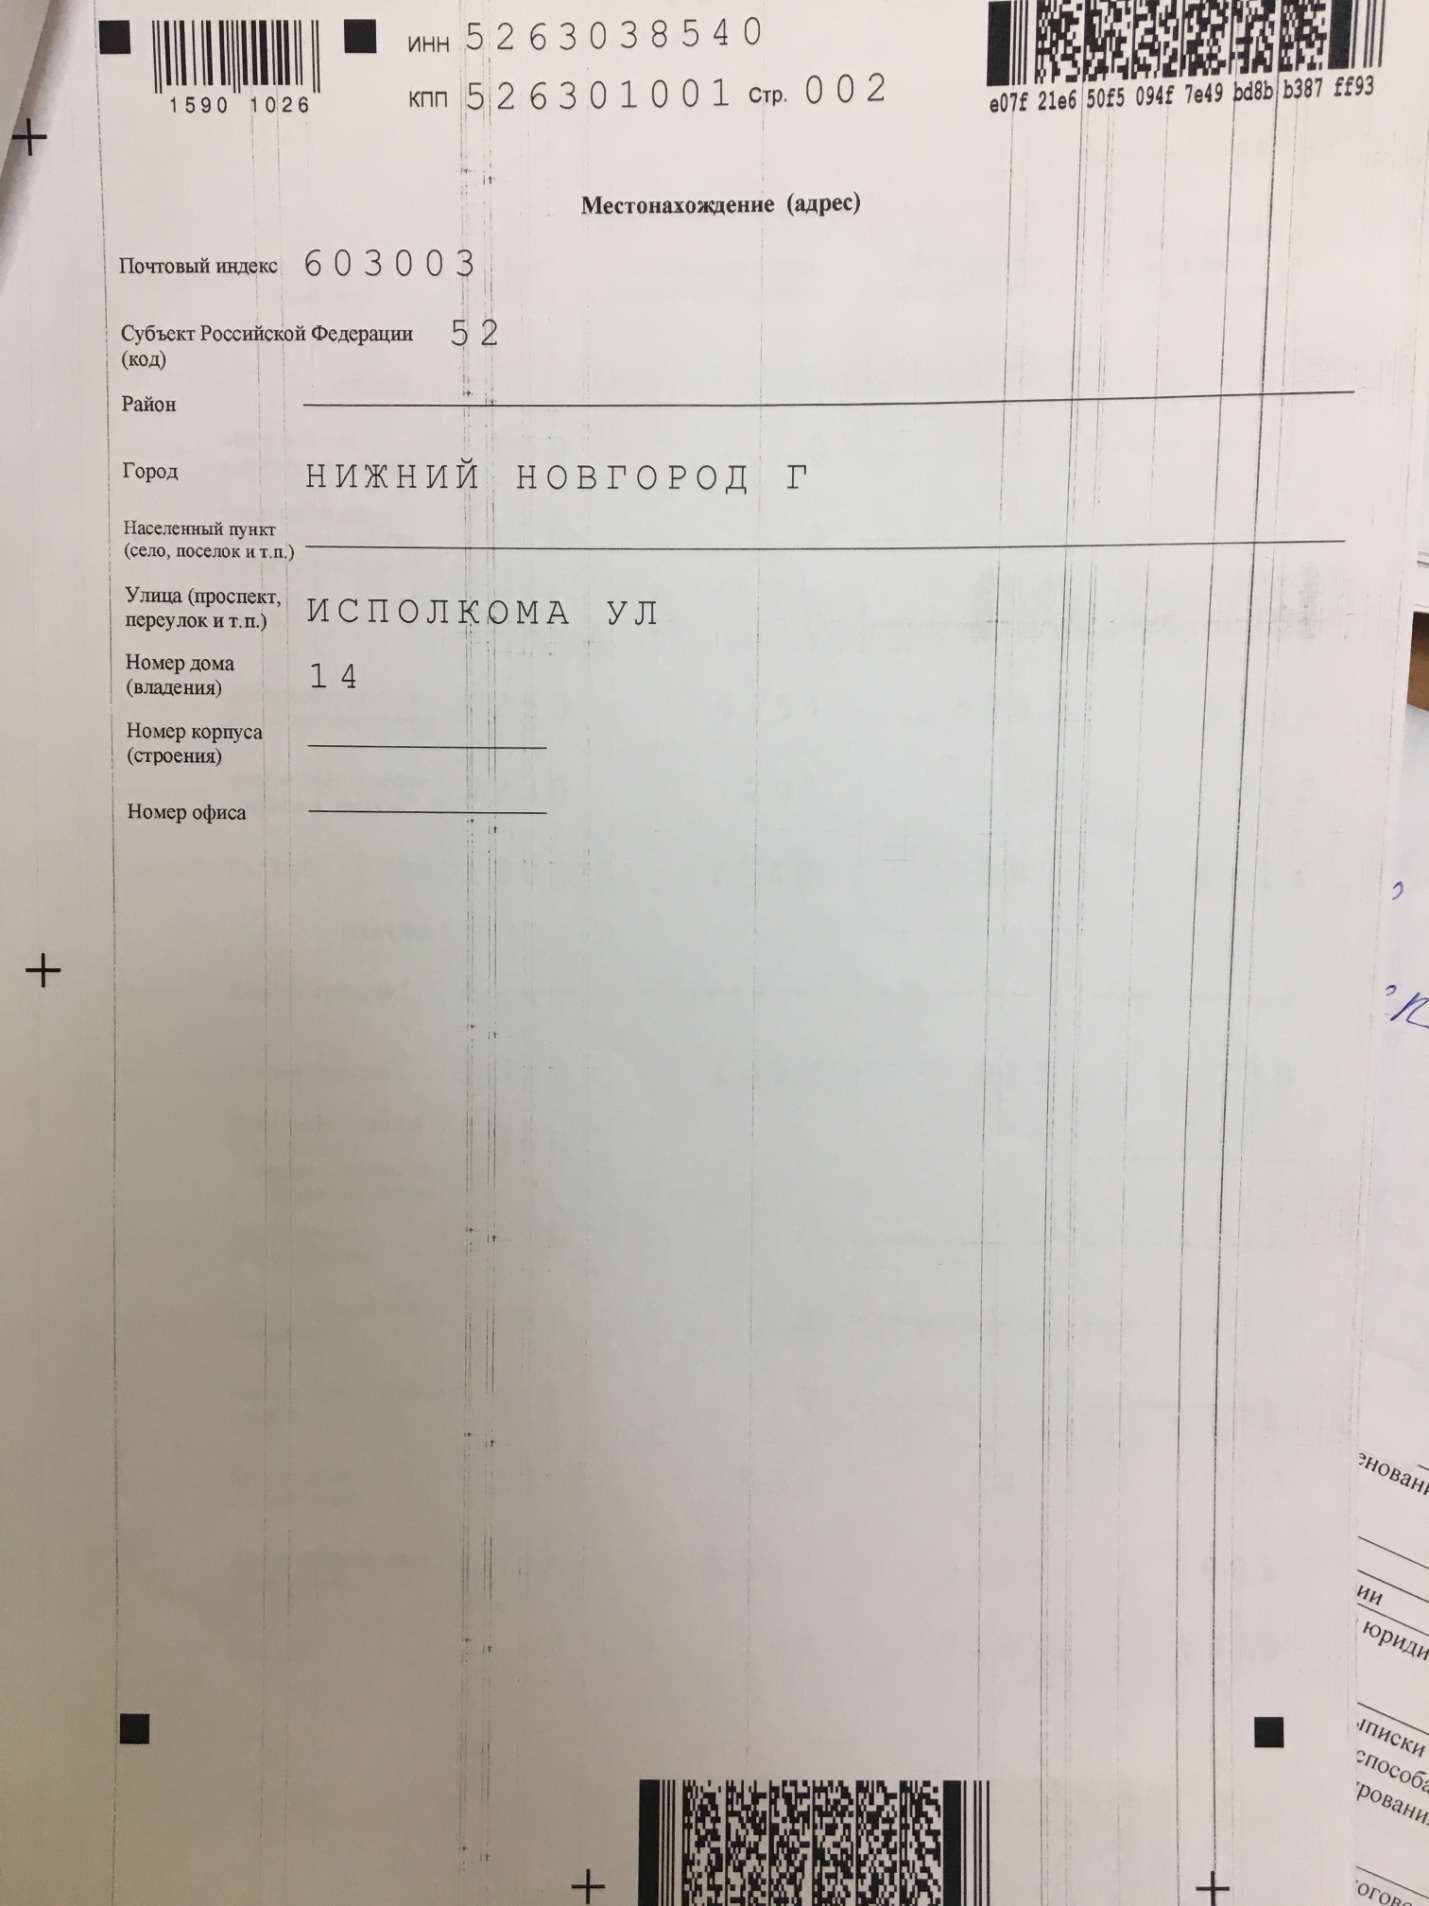 ИНН 5263038540
1590 1026
КПП 526301001 Стр. 002
e07f 21e6 50f5 094f 7e49 bd8b b387 ff93
Местонахождение (адрес)
Почтовый индекс 603003
Субъект Российской Федерации 52
(код)
Район
Город НИЖНИЙ НОВГОРОД Г
Населенный пункт
(село, поселок и т.п.)
Улица (проспект,
переулок и т.п.) ИСПОЛКОМА УЛ
Номер дома
(владения) 14
Номер корпуса
(строения)
Номер офиса